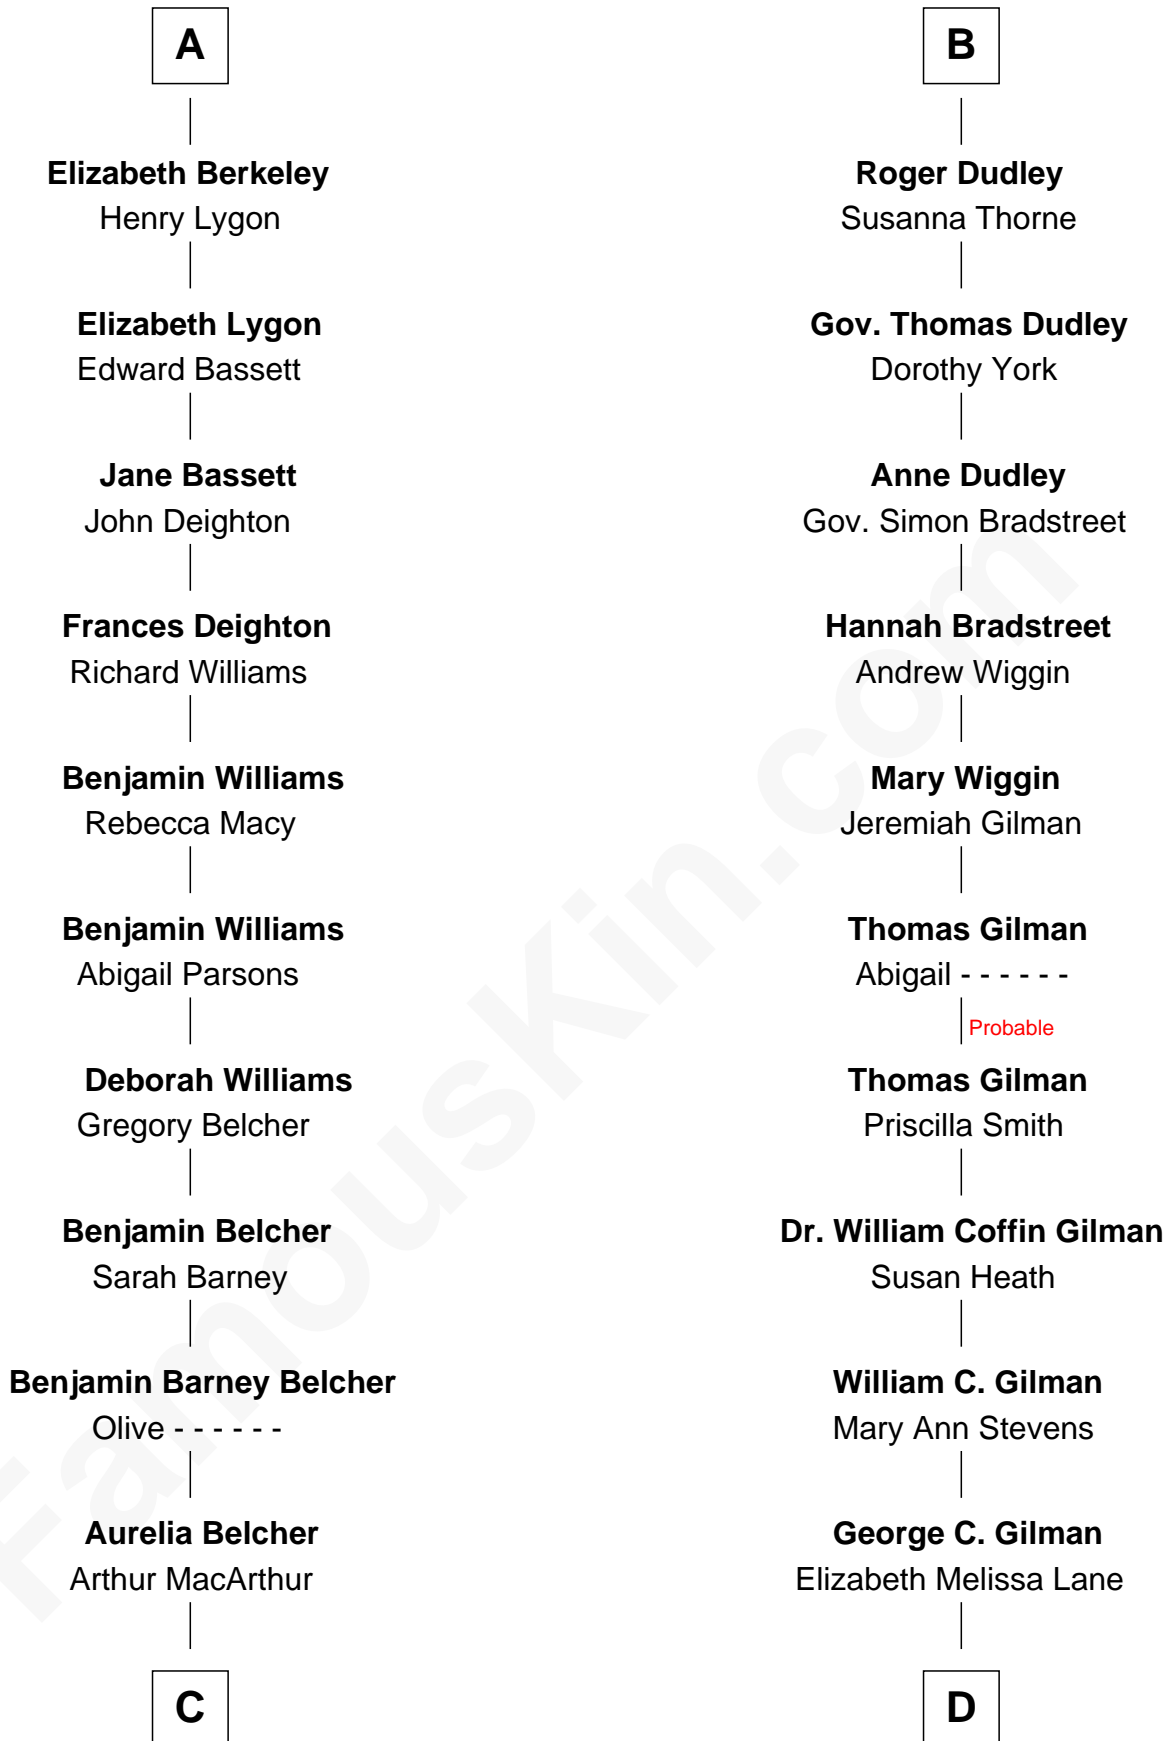 A
Elizabeth Berkeley
Henry Lygon
Elizabeth Lygon
Edward Bassett
Jane Bassett
John Deighton
Frances Deighton
Richard Williams
Benjamin Williams
Rebecca Macy
Benjamin Williams
Abigail Parsons
Deborah Williams
Gregory Belcher
Benjamin Belcher
Sarah Barney
Benjamin Barney Belcher
Olive - - - - - -
Aurelia Belcher
Arthur MacArthur
C
B
Roger Dudley
Susanna Thorne
Gov. Thomas Dudley
Dorothy York
Anne Dudley
Gov. Simon Bradstreet
Hannah Bradstreet
Andrew Wiggin
Mary Wiggin
Jeremiah Gilman
Thomas Gilman
Abigail - - - - - -
Probable
Thomas Gilman
Priscilla Smith
Dr. William Coffin Gilman
Susan Heath
William C. Gilman
Mary Ann Stevens
George C. Gilman
Elizabeth Melissa Lane
D
FamousKin.com